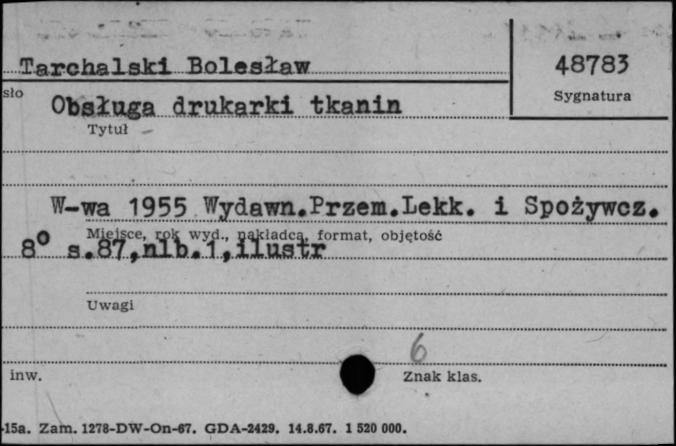 Tarchalski Bolesław
48783
Sygnatura
sło
Obsługa drukarki tkanin
Tytuł
W-wa 1955 Wydawn.Przem.Lekk. i Spożywcz.
Miejsce, rok wyd., nakładca, format, objętość
8° s.87,nlb.1,ilustr
Uwagi
6
inw.
Znak klas.
-15a. Zam. 1278-DW-On-67. GDA-2429. 14.8.67. 1 520 000.